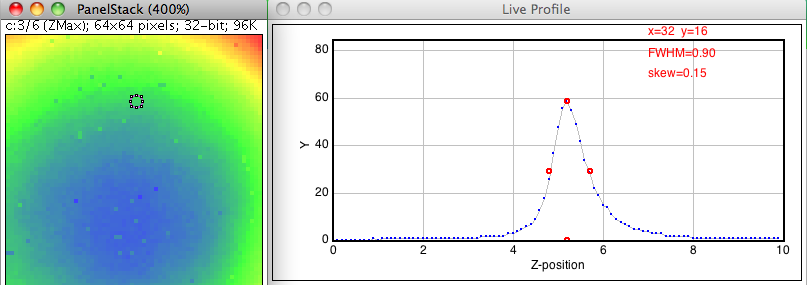 PanelStack (400%)
c:3/6 (ZMax); 64x64 pixels; 32-bit; 96K
Live Profile
x=32 y=16
FWHM=0.90
skew=0.15
80
60
40
20
0
Y
0 2 4 6 8 10
Z-position